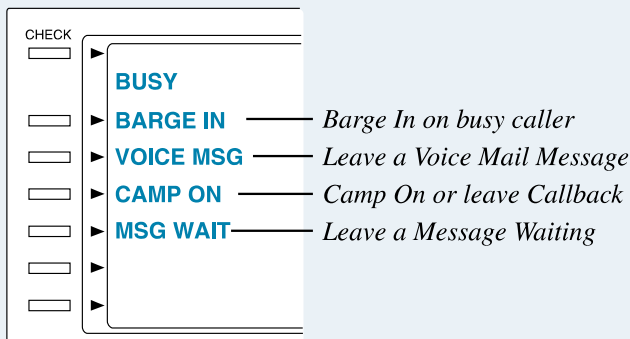 CHECK
BUSY
BARGE IN Barge In on busy caller
VOICE MSG Leave a Voice Mail Message
CAMP ON Camp On or leave Callback
MSG WAIT Leave a Message Waiting